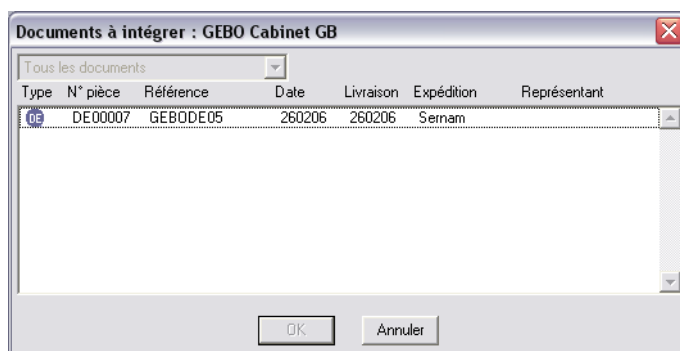 Documents à intégrer : GEBO Cabinet GB
Tous les documents
Type N° pièce Référence Date Livraison Expédition Représentant
DE DE00007 GEBODE05 260206 260206 Sernam
OK Annuler